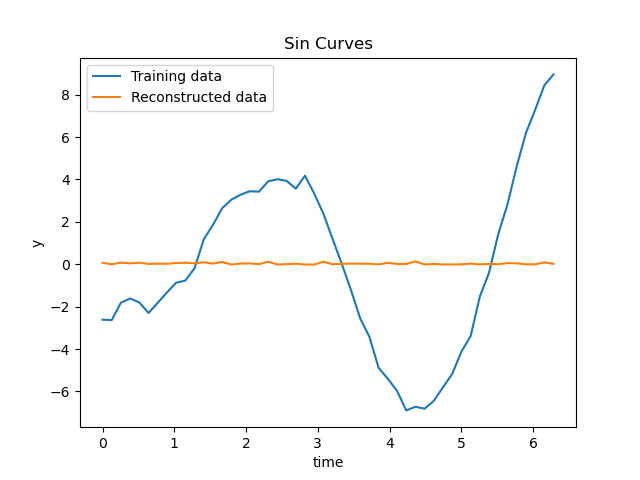 Sin Curves
Training data
Reconstructed data
8
6
4
2
0
−2
−4
−6
y
0 1 2 3 4 5 6
time